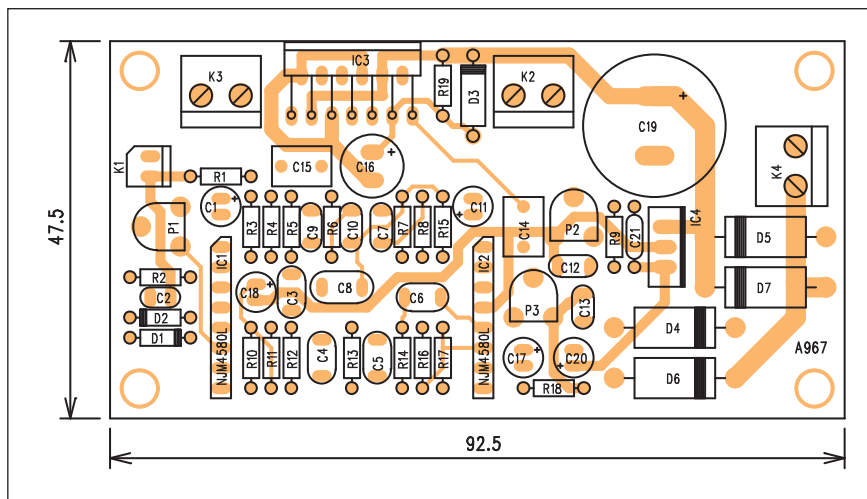 K3
IC3
R19
D3
K2
C19
K4
K1
R1
C15
C16
C1
R3
R4
R5
C9
R6
C10
C7
R7
R8
R15
C11
C14
P2
R9
C21
IC4
D5
P1
IC1
IC2
C12
R2
C2
C18
C3
C8
C6
P3
C13
D7
D2
D1
D4
A967
NJM4580L
R10
R11
R12
C4
R13
C5
R14
R16
R17
NJM4580L
C17
C20
R18
D6
47.5
92.5